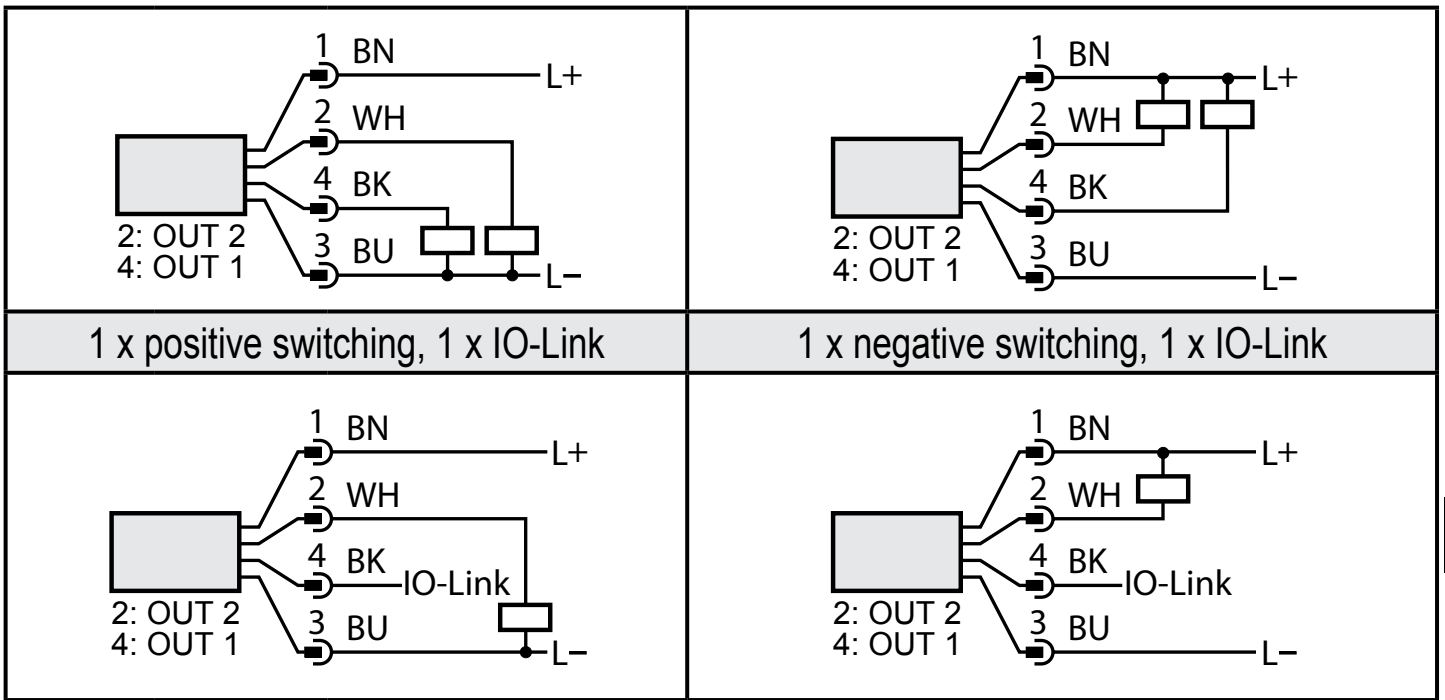 1 BN
L+
2 WH
4 BK
3 BU
L–
2: OUT 2
4: OUT 1
1 BN
L+
2 WH
4 BK
3 BU
L–
2: OUT 2
4: OUT 1
1 x positive switching, 1 x IO-Link
1 x negative switching, 1 x IO-Link
1 BN
L+
2 WH
4 BK
IO-Link
3 BU
L–
2: OUT 2
4: OUT 1
1 BN
L+
2 WH
4 BK
IO-Link
3 BU
L–
2: OUT 2
4: OUT 1